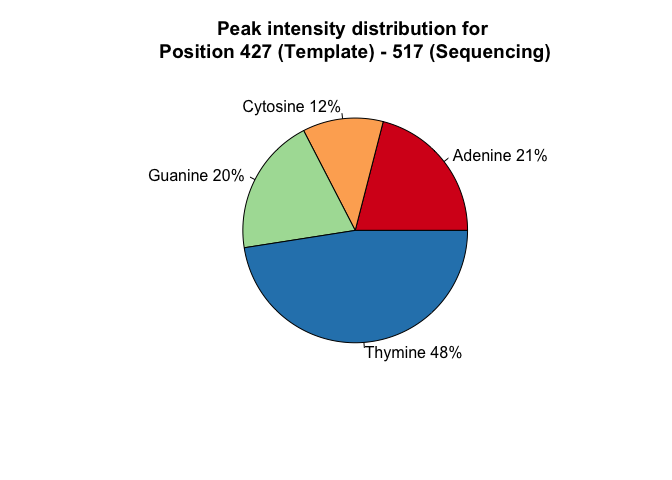 Peak intensity distribution for
Position 427 (Template) - 517 (Sequencing)
Cytosine 12%
Adenine 21%
Guanine 20%
Thymine 48%